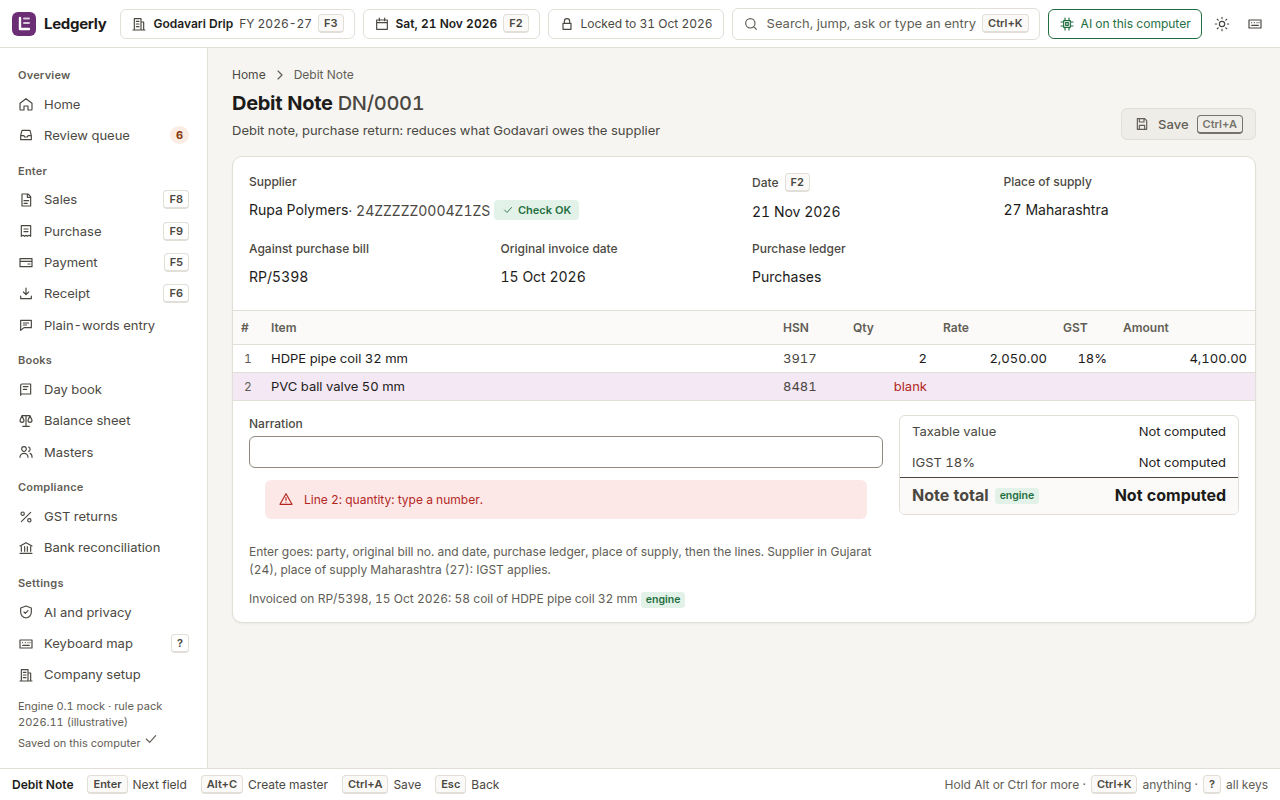 Ledgerly
Godavari Drip FY 2026-27 F3
Sat, 21 Nov 2026 F2
Locked to 31 Oct 2026
Search, jump, ask or type an entry Ctrl+K
AI on this computer
Overview
Home
Review queue 6
Enter
Sales F8
Purchase F9
Payment F5
Receipt F6
Plain-words entry
Books
Day book
Balance sheet
Masters
Compliance
GST returns
Bank reconciliation
Settings
AI and privacy
Keyboard map ?
Company setup
Engine 0.1 mock · rule pack
2026.11 (illustrative)
Saved on this computer
Home > Debit Note
Debit Note DN/0001
Debit note, purchase return: reduces what Godavari owes the supplier
Save Ctrl+A
Supplier
Rupa Polymers· 24ZZZZZ0004Z1ZS Check OK
Date F2
21 Nov 2026
Place of supply
27 Maharashtra
Against purchase bill
RP/5398
Original invoice date
15 Oct 2026
Purchase ledger
Purchases
# Item HSN Qty Rate GST Amount
1 HDPE pipe coil 32 mm 3917 2 2,050.00 18% 4,100.00
2 PVC ball valve 50 mm 8481 blank
Narration
Line 2: quantity: type a number.
Taxable value Not computed
IGST 18% Not computed
Note total engine Not computed
Enter goes: party, original bill no. and date, purchase ledger, place of supply, then the lines. Supplier in Gujarat
(24), place of supply Maharashtra (27): IGST applies.
Invoiced on RP/5398, 15 Oct 2026: 58 coil of HDPE pipe coil 32 mm engine
Debit Note Enter Next field Alt+C Create master Ctrl+A Save Esc Back
Hold Alt or Ctrl for more · Ctrl+K anything · ? all keys